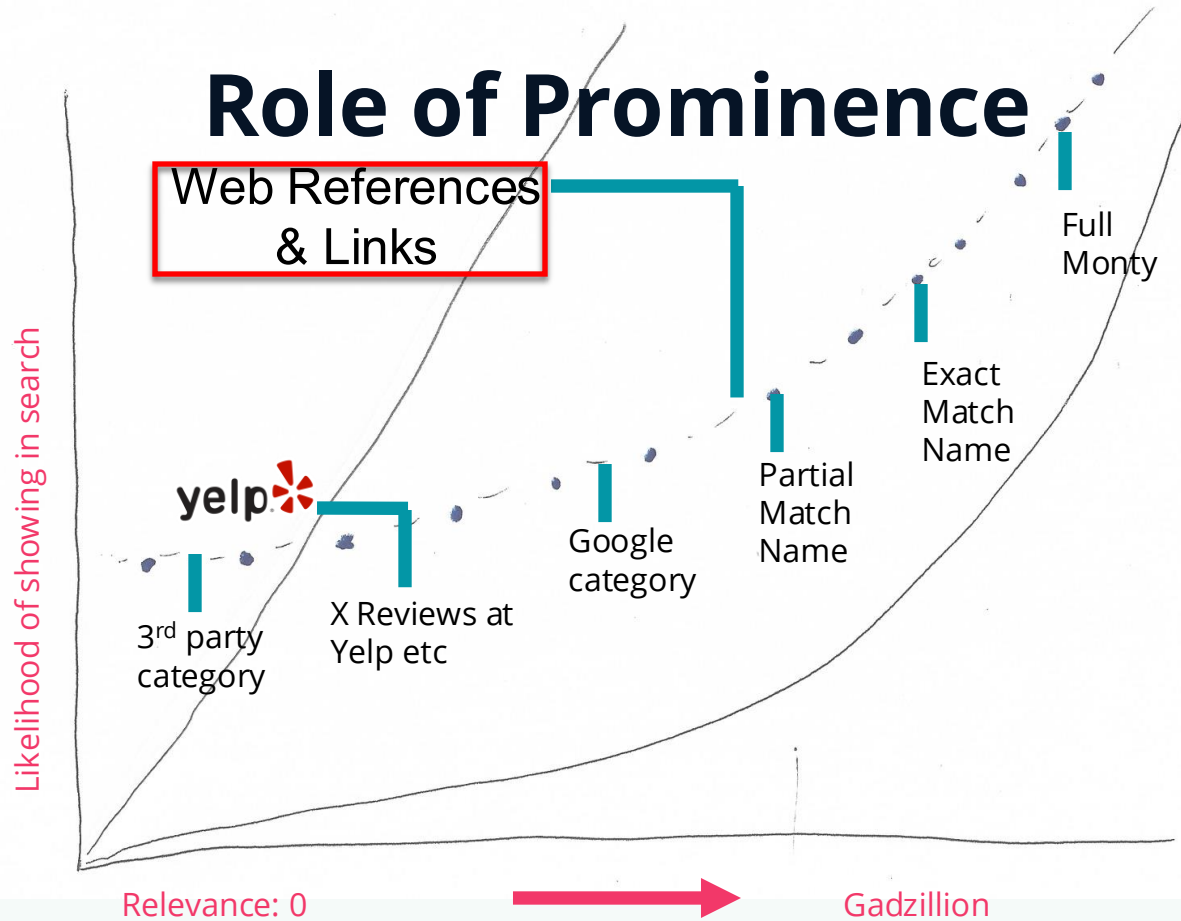 Role of Prominence
Web References
& Links
Full
Monty
Exact
Match
Name
Partial
Match
Name
yelp
Google
category
X Reviews at
Yelp etc
3rd party
category
Likelihood of showing in search
Relevance: 0
Gadzillion